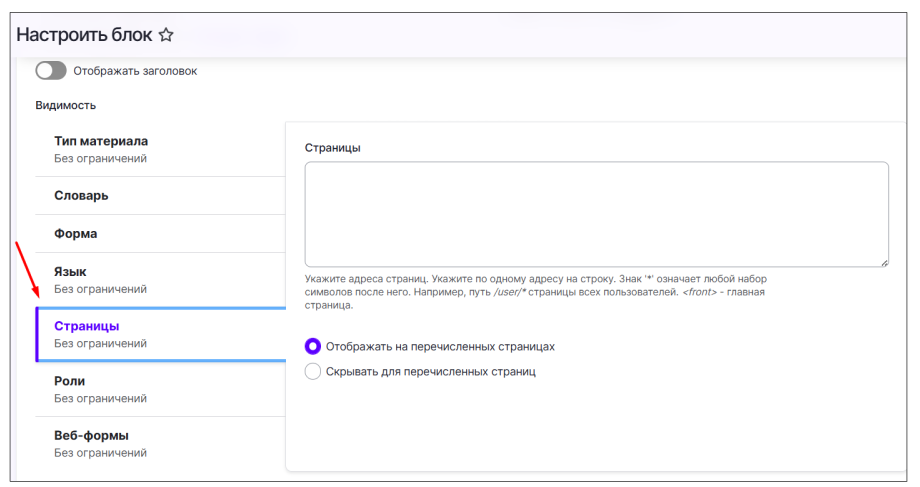 Настроить блок
Отображать заголовок
Видимость
Тип материала
Без ограничений
Словарь
Форма
Язык
Без ограничений
Страницы
Без ограничений
Роли
Без ограничений
Веб-формы
Без ограничений
Страницы
Укажите адреса страниц. Укажите по одному адресу на строку. Знак '*' означает любой набор
символов после него. Например, путь /user/* страницы всех пользователей. <front> - главная
страница.
Отображать на перечисленных страницах
Скрывать для перечисленных страниц